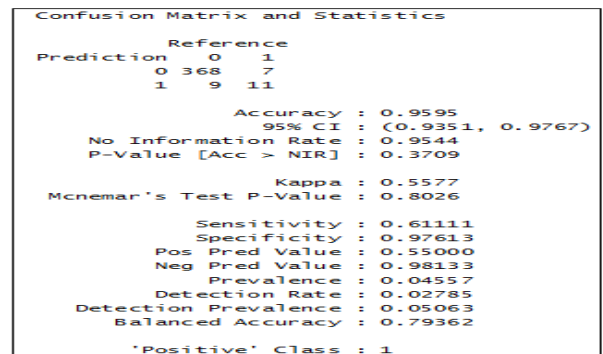 Confusion Matrix and Statistics
Reference
Prediction 0 1
0 368 7
1 9 11
Accuracy : 0.9595
95% CI : (0.9351, 0.9767)
No Information Rate : 0.9544
P-Value [Acc > NIR] : 0.3709
Kappa : 0.5577
Mcnemar's Test P-Value : 0.8026
Sensitivity : 0.61111
Specificity : 0.97613
Pos Pred Value : 0.55000
Neg Pred Value : 0.98133
Prevalence : 0.04557
Detection Rate : 0.02785
Detection Prevalence : 0.05063
Balanced Accuracy : 0.79362
'Positive' Class : 1